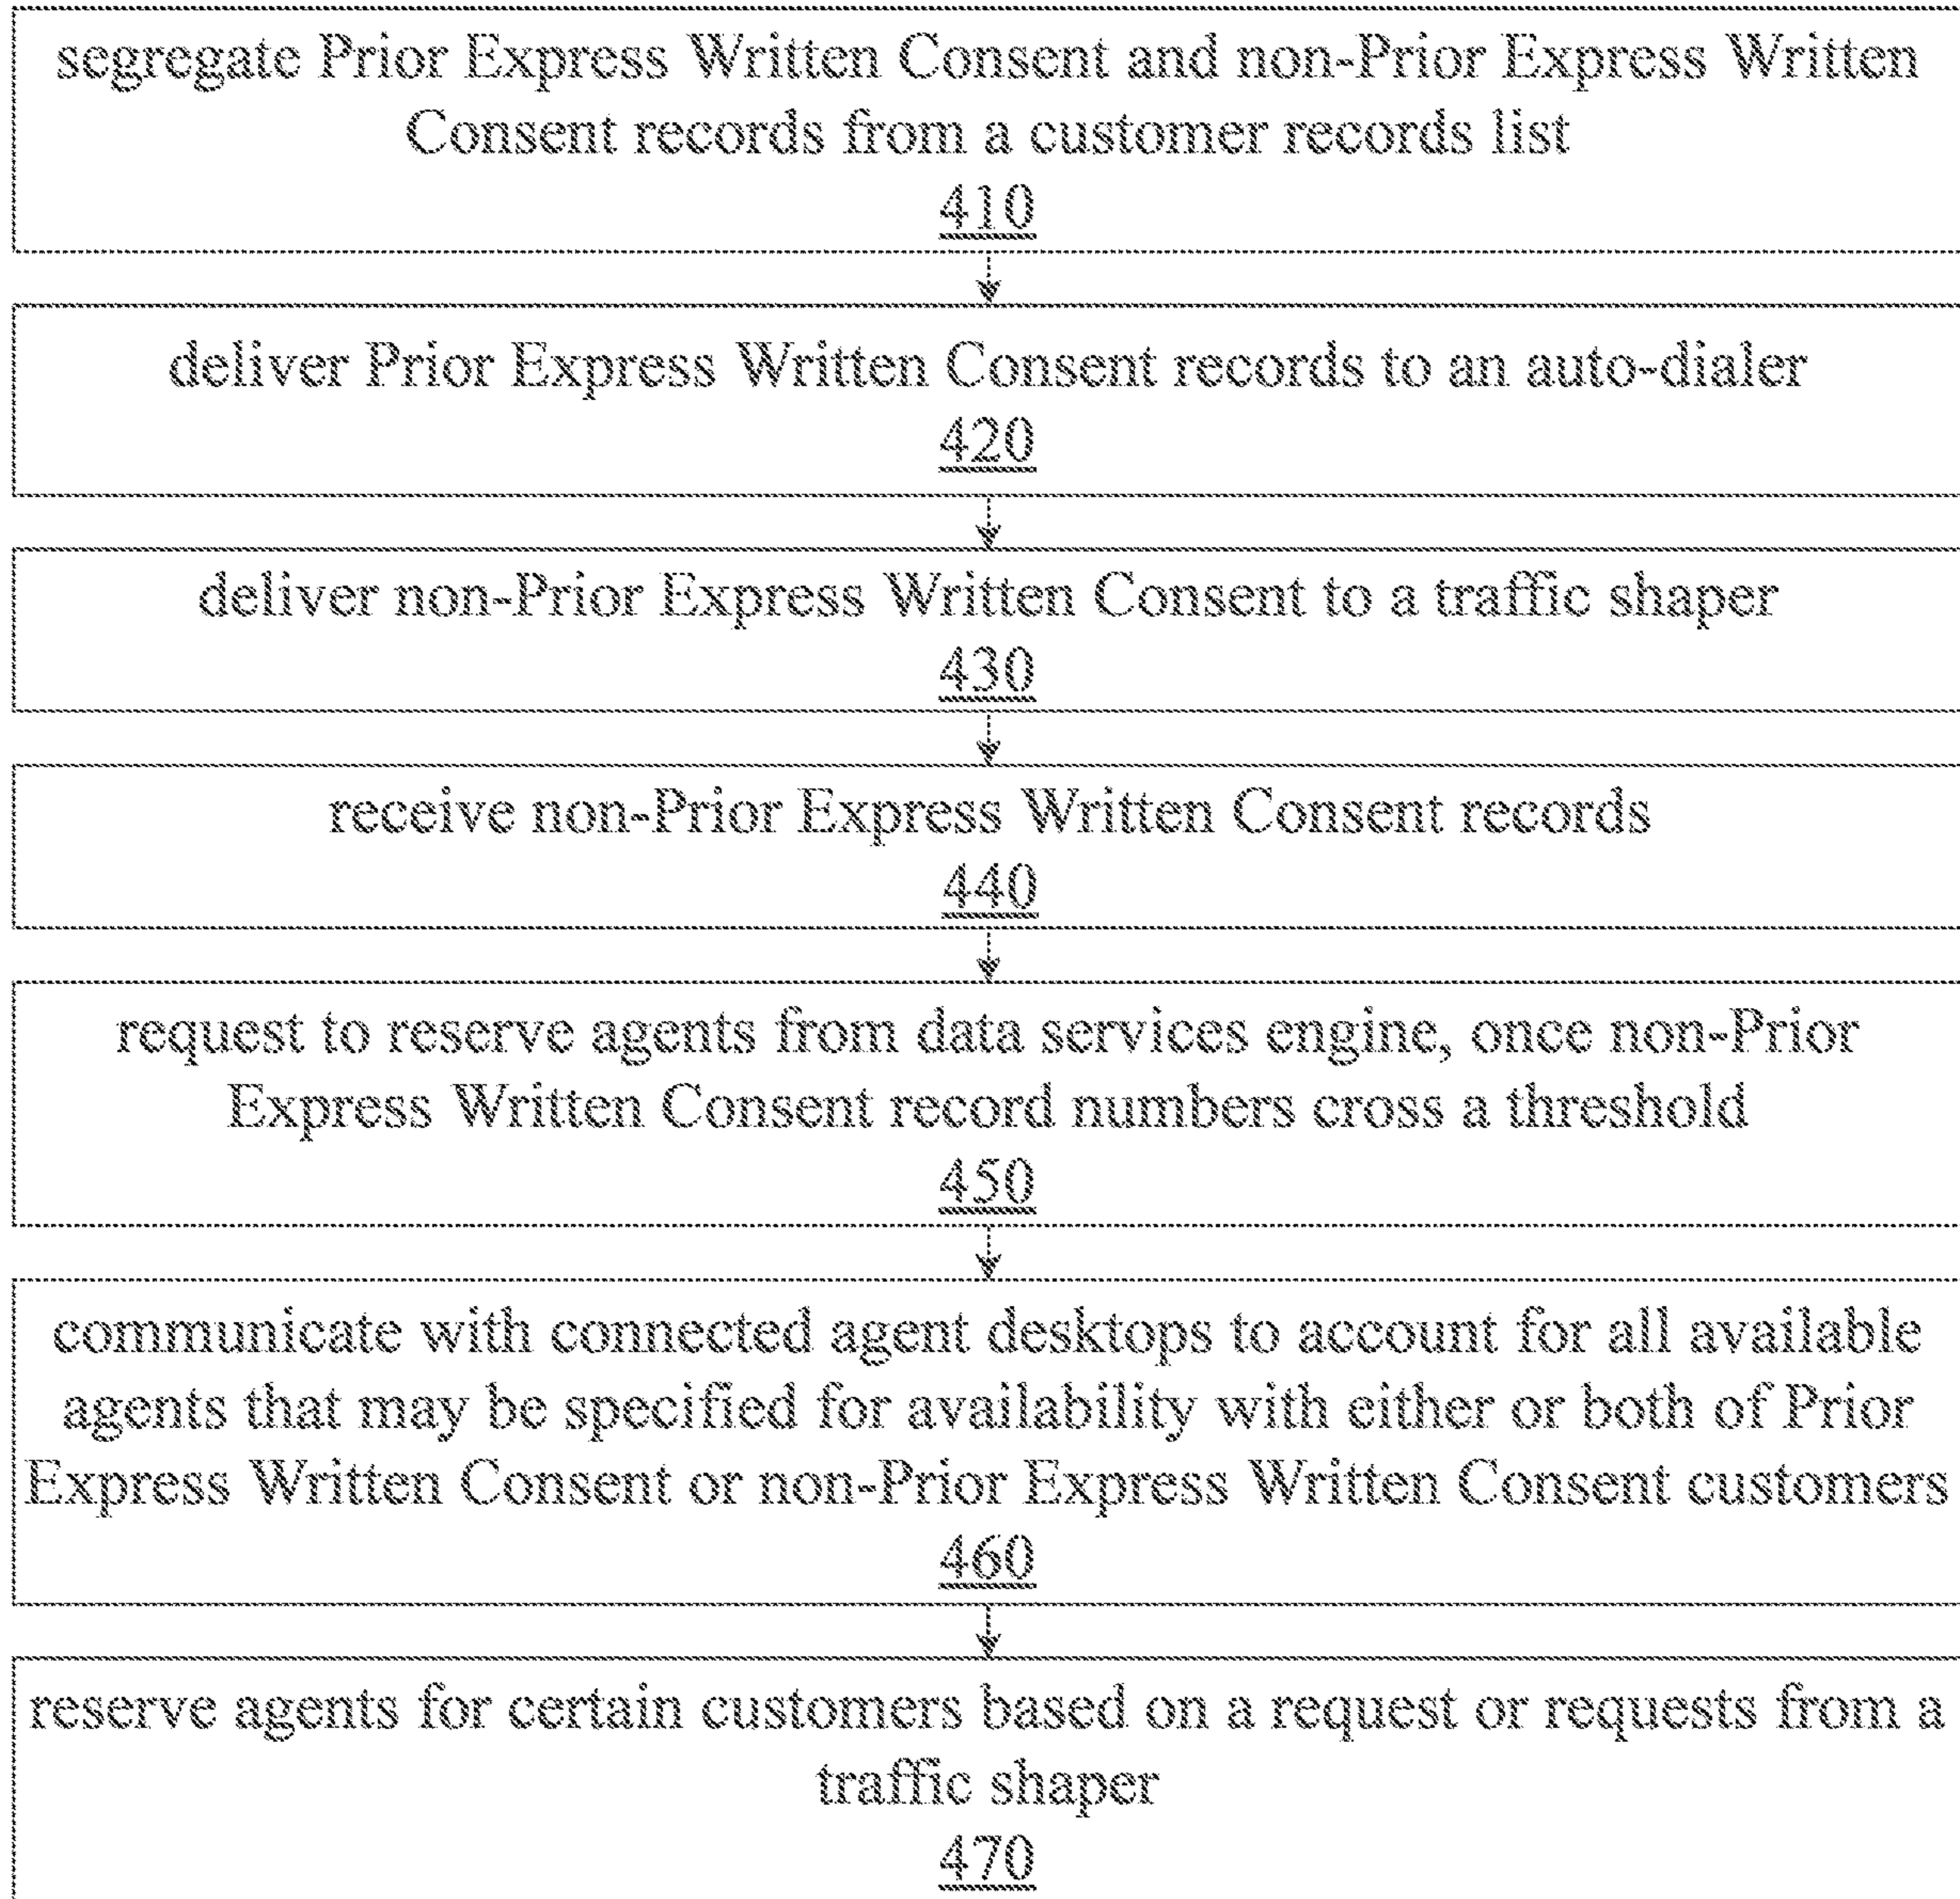 segregate Prior Express Written Consent and non-Prior Express Written
Consent records from a customer records list
410
deliver Prior Express Written Consent records to an auto-dialer
420
deliver non-Prior Express Written Consent to a traffic shaper
430
receive non-Prior Express Written Consent records
440
request to reserve agents from data services engine, once non-Prior
Express Written Consent record numbers cross a threshold
450
communicate with connected agent desktops to account for all available
agents that may be specified for availability with either or both of Prior
Express Written Consent or non-Prior Express Written Consent customers
460
reserve agents for certain customers based on a request or requests from a
traffic shaper
470